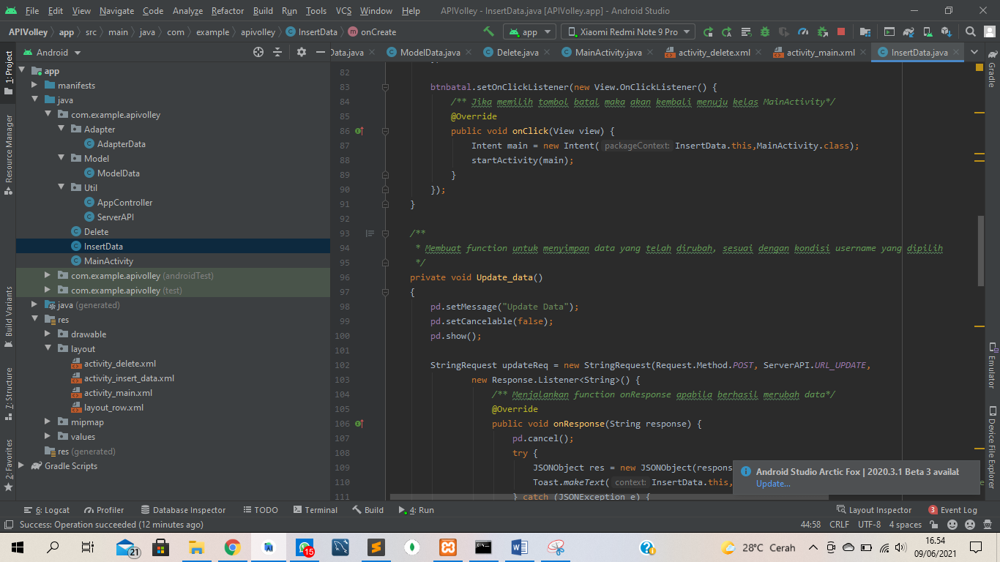 File Edit View Navigate Code Analyze Refactor Build Run Tools VCS Window Help APIVolley - InsertData.java [APIVolley.app] - Android Studio
APIVolley app src main java com example apivolley InsertData onCreate app Xiaomi Redmi Note 9 Pro
Android
Data.java ModelData.java Delete.java MainActivity.java activity_delete.xml activity_main.xml InsertData.java
1: Project
Resource Manager
Build Variants
7: Structure
2: Favorites
app
manifests
java
com.example.apivolley
Adapter
AdapterData
Model
ModelData
Util
AppController
ServerAPI
Delete
InsertData
MainActivity
com.example.apivolley (androidTest)
com.example.apivolley (test)
java (generated)
res
drawable
layout
activity_delete.xml
activity_insert_data.xml
activity_main.xml
layout_row.xml
mipmap
values
res (generated)
Gradle Scripts
82
83 btnbatal.setOnClickListener(new View.OnClickListener() {
84 /** Jika memilih tombol batal maka akan kembali menuju kelas MainActivity*/
85 @Override
86 public void onClick(View view) {
87 Intent main = new Intent( packageContext: InsertData.this,MainActivity.class);
88 startActivity(main);
89 }
90 });
91 }
92
93 /**
94 * Membuat function untuk menyimpan data yang telah dirubah, sesuai dengan kondisi username yang dipilih
95 */
96 private void Update_data()
97 {
98 pd.setMessage("Update Data");
99 pd.setCancelable(false);
100 pd.show();
101
102 StringRequest updateReq = new StringRequest(Request.Method.POST, ServerAPI.URL_UPDATE,
103 new Response.Listener<String>() {
104 /** Menjalankan function onResponse apabila berhasil merubah data*/
105 @Override
106 public void onResponse(String response) {
107 pd.cancel();
108 try {
109 JSONObject res = new JSONObject(respons
110 Toast.makeText( context: InsertData.this,
111 } catch (JSONException e) {
Android Studio Arctic Fox | 2020.3.1 Beta 3 availab
Update...
Gradle
Emulator
Device File Explorer
6: Logcat Profiler Database Inspector TODO Terminal Build 4: Run Layout Inspector 3 Event Log
Success: Operation succeeded (12 minutes ago) 44:58 CRLF UTF-8 4 spaces
21 15 28°C Cerah 16.54
09/06/2021